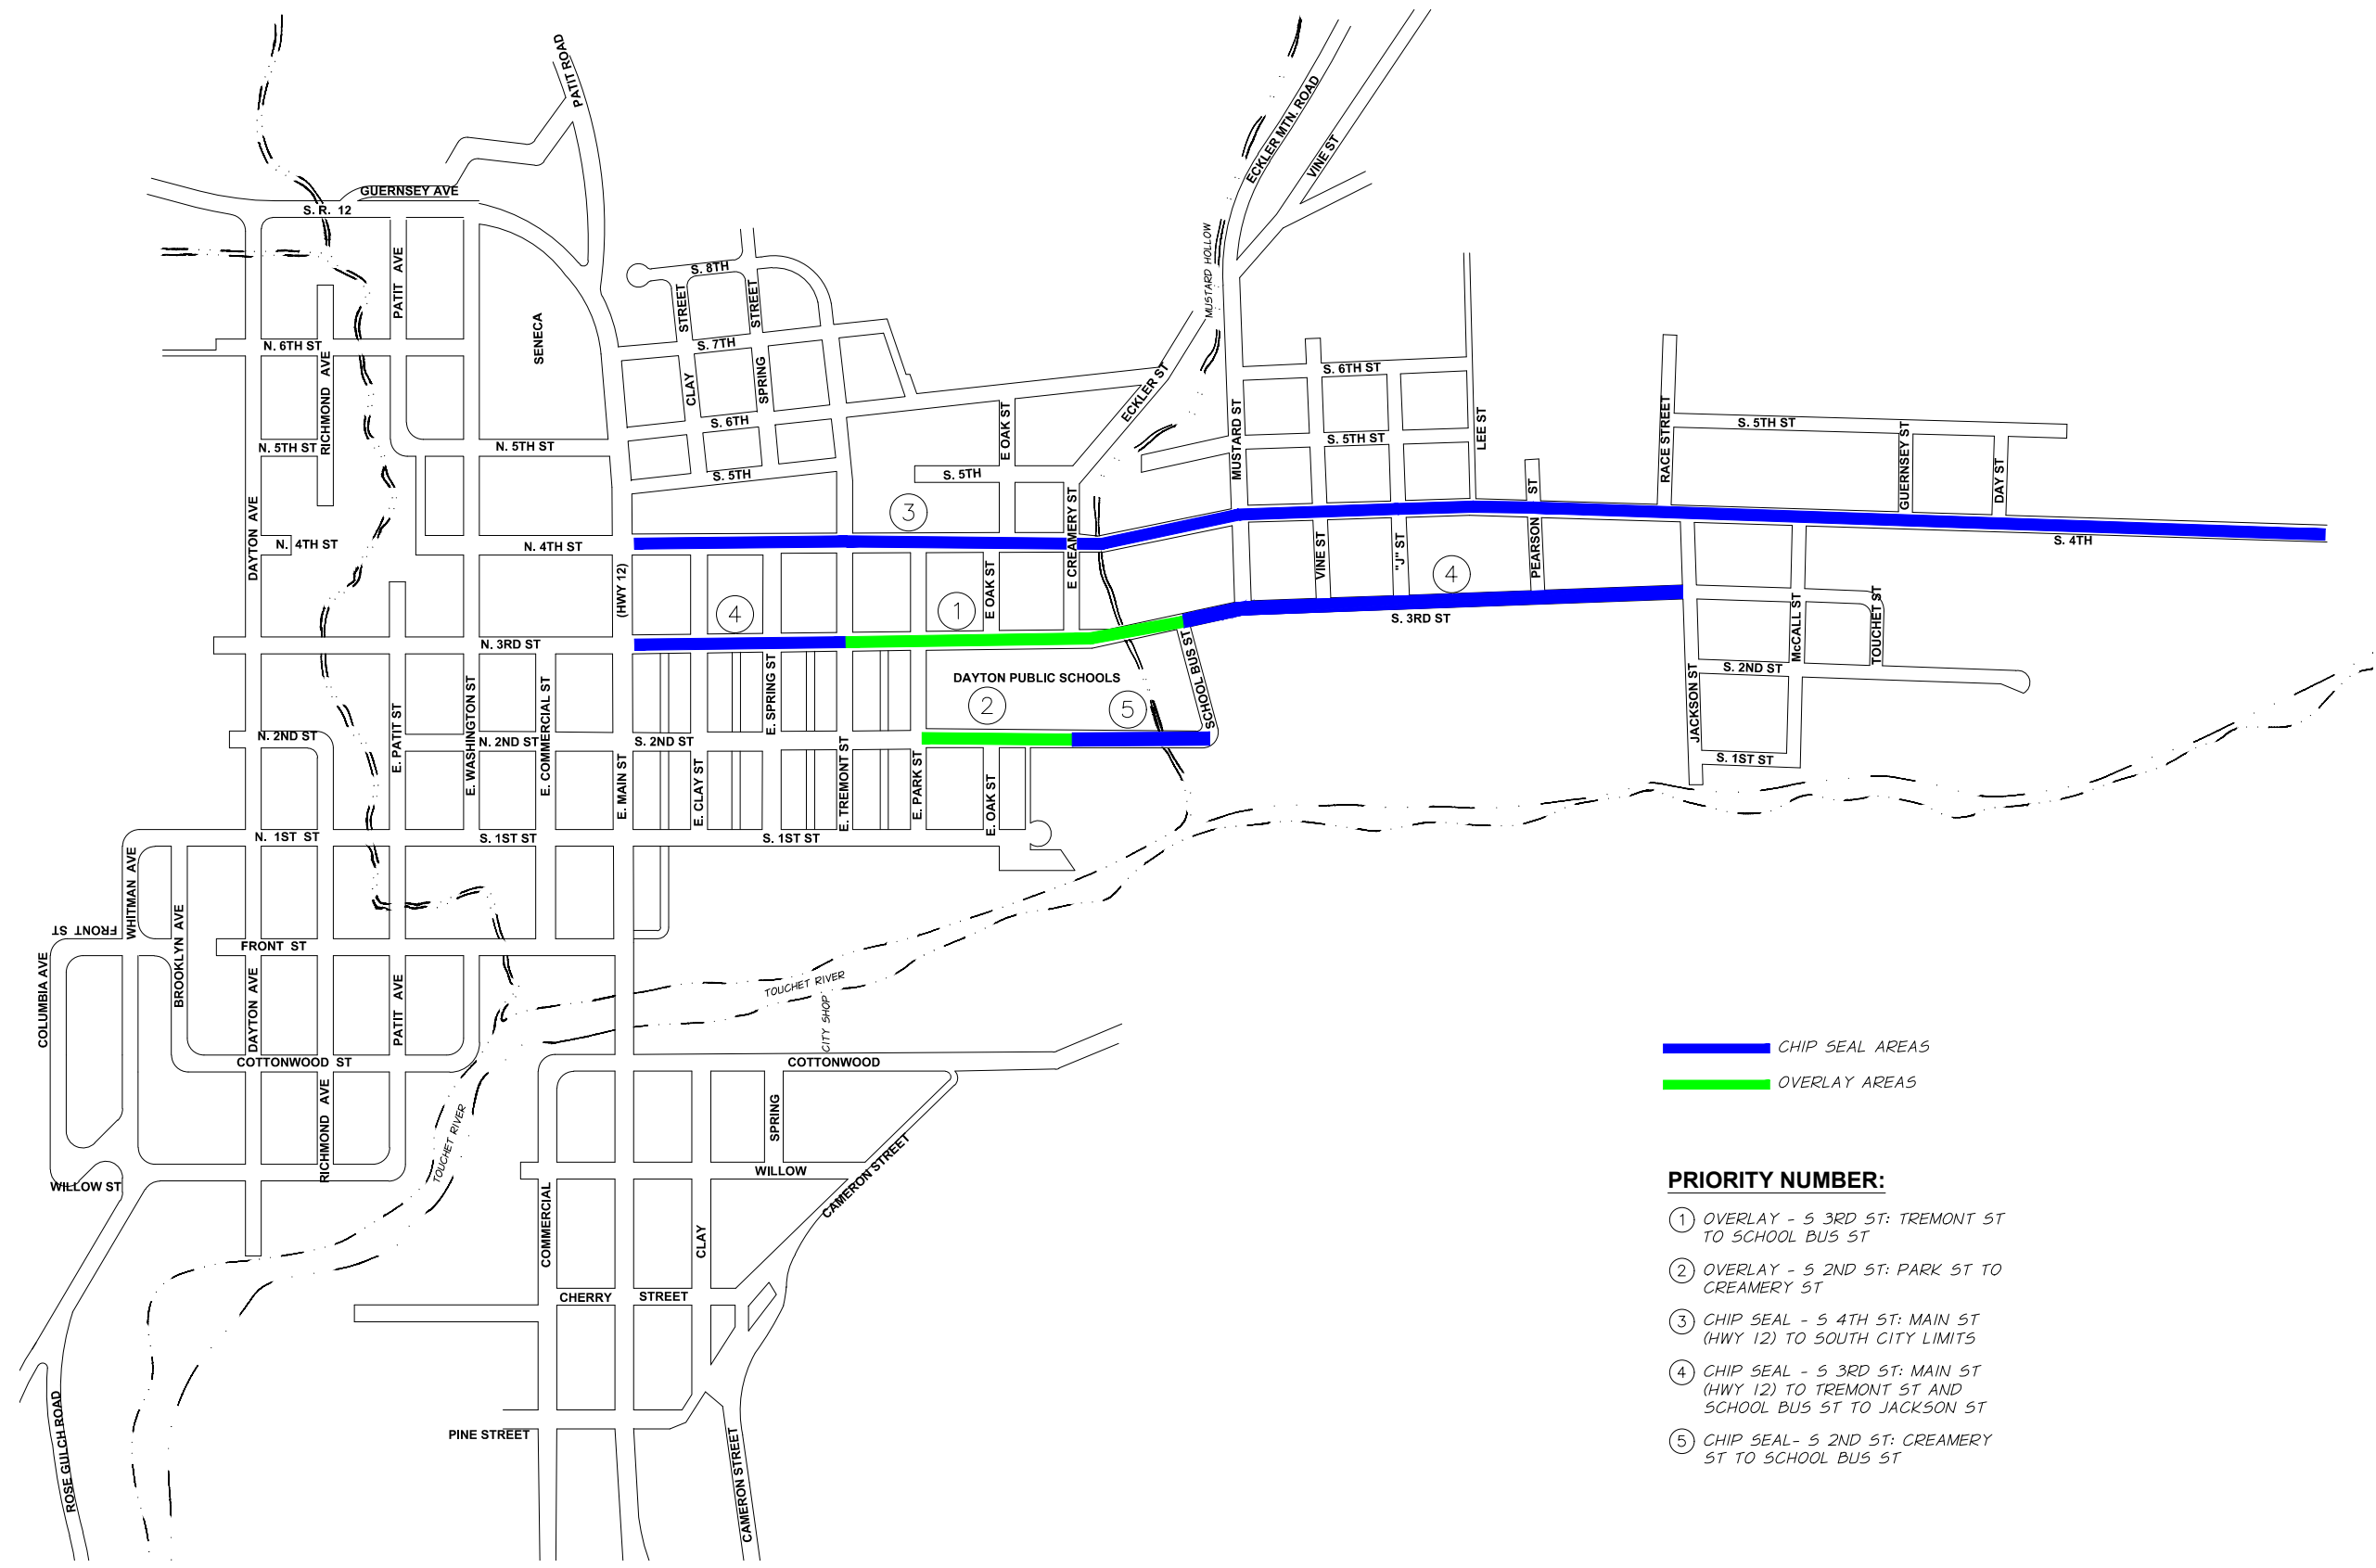 PATIT ROAD
ECKLER MTN. ROAD
VINE ST
GUERNSEY AVE
S. R. 12
PATIT AVE
MUSTARD HOLLOW
S. 8TH
STREET
STREET
SENECA
N. 6TH ST
RICHMOND AVE
S. 7TH
CLAY
SPRING
ECKLER ST
S. 6TH ST
S. 6TH
E OAK ST
MUSTARD ST
LEE ST
RACE STREET
S. 5TH ST
GUERNSEY ST
DAY ST
N. 5TH ST
N. 5TH ST
S. 5TH ST
S. 5TH
S. 5TH
ST
DAYTON AVE
3
E CREAMERY ST
N. 4TH ST
N. 4TH ST
(HWY 12)
E OAK ST
VINE ST
"J" ST
PEARSON
S. 4TH
4
1
4
N. 3RD ST
S. 3RD ST
McCALL ST
TOUCHET ST
SCHOOL BUS ST
DAYTON PUBLIC SCHOOLS
S. 2ND ST
JACKSON ST
2
5
E. PATIT ST
E. WASHINGTON ST
E. COMMERCIAL ST
E. SPRING ST
N. 2ND ST
N. 2ND ST
S. 2ND ST
S. 1ST ST
E. MAIN ST
E. CLAY ST
E. TREMONT ST
E. PARK ST
E. OAK ST
N. 1ST ST
S. 1ST ST
S. 1ST ST
WHITMAN AVE
FRONT ST
BROOKLYN AVE
FRONT ST
COLUMBIA AVE
DAYTON AVE
PATIT AVE
TOUCHET RIVER
CITY SHOP
COTTONWOOD ST
COTTONWOOD
CHIP SEAL AREAS
OVERLAY AREAS
RICHMOND AVE
TOUCHET RIVER
SPRING
WILLOW ST
WILLOW
CAMERON STREET
COMMERCIAL
CLAY
CHERRY STREET
PINE STREET
ROSE GULCH ROAD
CAMERON STREET
PRIORITY NUMBER:
1 OVERLAY - S 3RD ST: TREMONT ST
TO SCHOOL BUS ST
2 OVERLAY - S 2ND ST: PARK ST TO
CREAMERY ST
3 CHIP SEAL - S 4TH ST: MAIN ST
(HWY 12) TO SOUTH CITY LIMITS
4 CHIP SEAL - S 3RD ST: MAIN ST
(HWY 12) TO TREMONT ST AND
SCHOOL BUS ST TO JACKSON ST
5 CHIP SEAL- S 2ND ST: CREAMERY
ST TO SCHOOL BUS ST